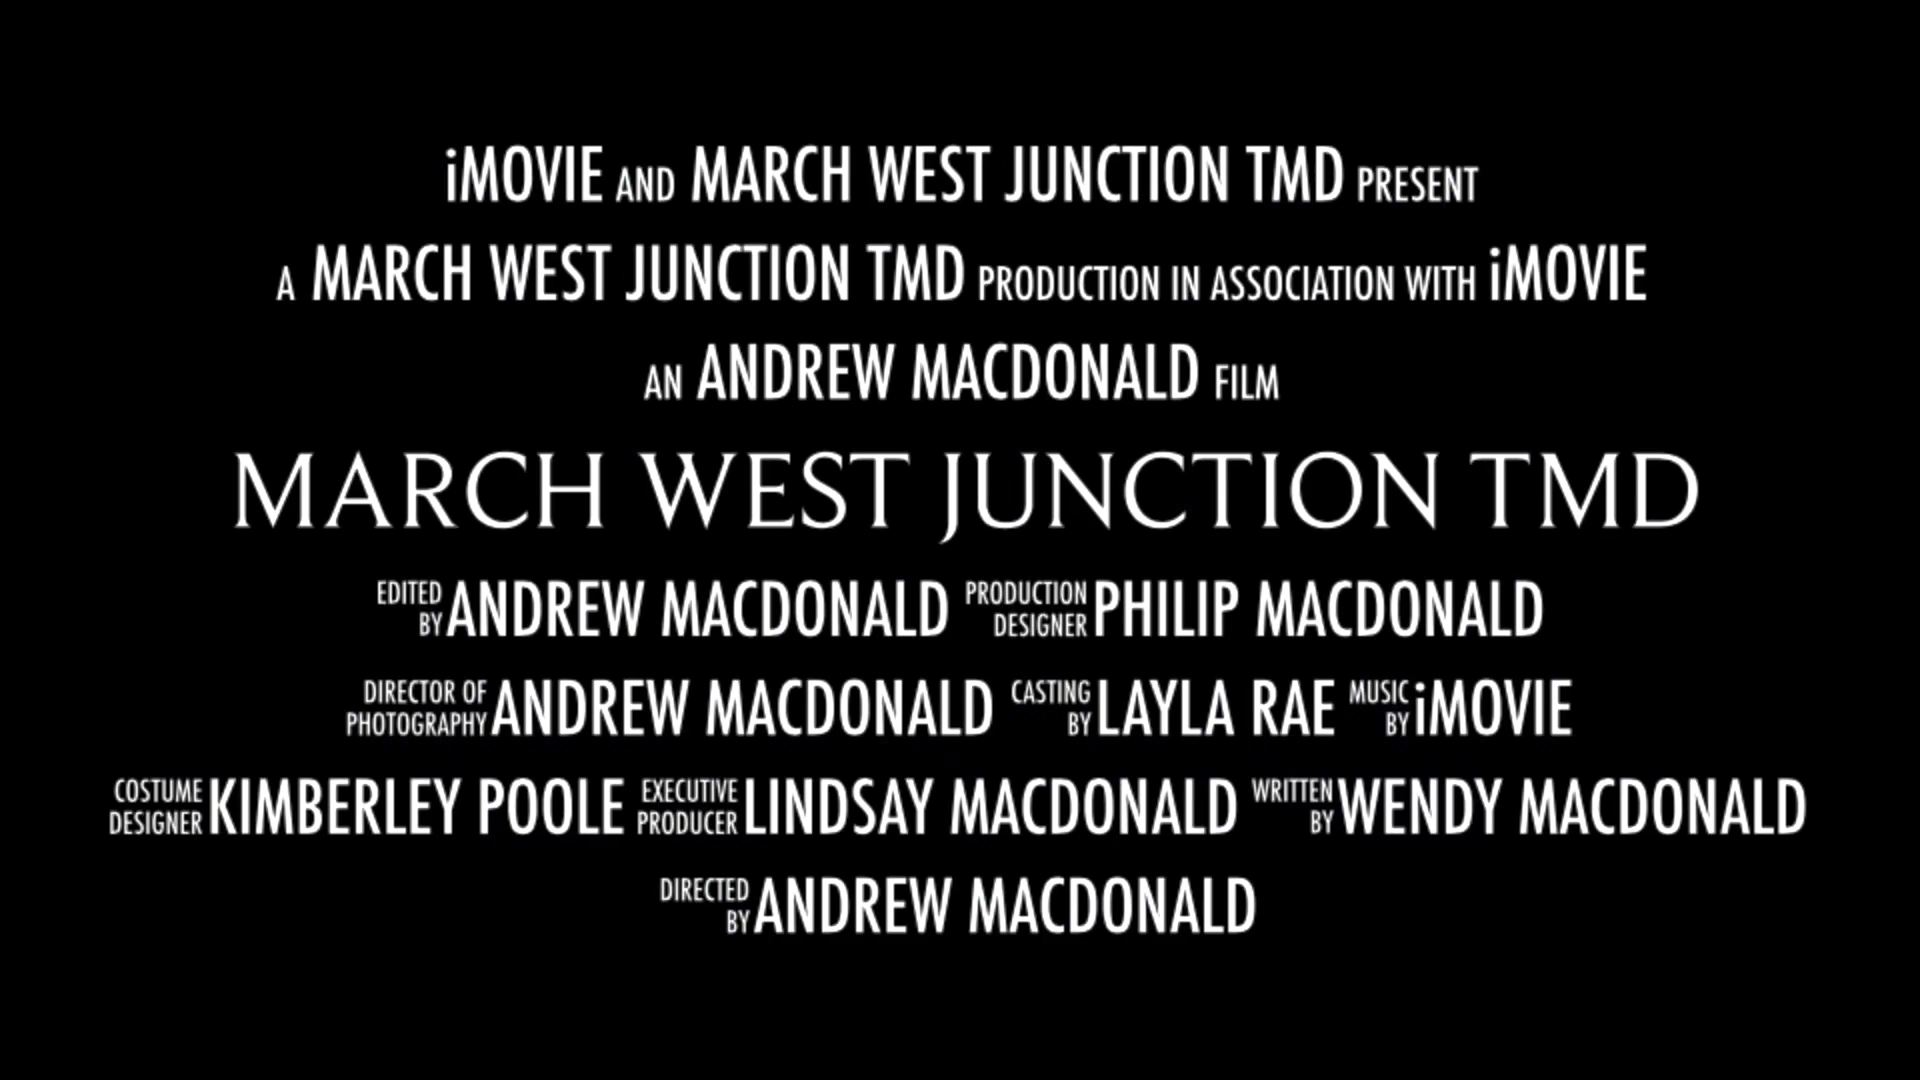 iMOVIE AND MARCH WEST JUNCTION TMD PRESENT
A MARCH WEST JUNCTION TMD PRODUCTION IN ASSOCIATION WITH iMOVIE
AN ANDREW MACDONALD FILM
MARCH WEST JUNCTION TMD
EDITED BY ANDREW MACDONALD PRODUCTION DESIGNER PHILIP MACDONALD
DIRECTOR OF PHOTOGRAPHY ANDREW MACDONALD CASTING BY LAYLA RAE MUSIC BY iMOVIE
COSTUME DESIGNER KIMBERLEY POOLE EXECUTIVE PRODUCER LINDSAY MACDONALD WRITTEN BY WENDY MACDONALD
DIRECTED BY ANDREW MACDONALD